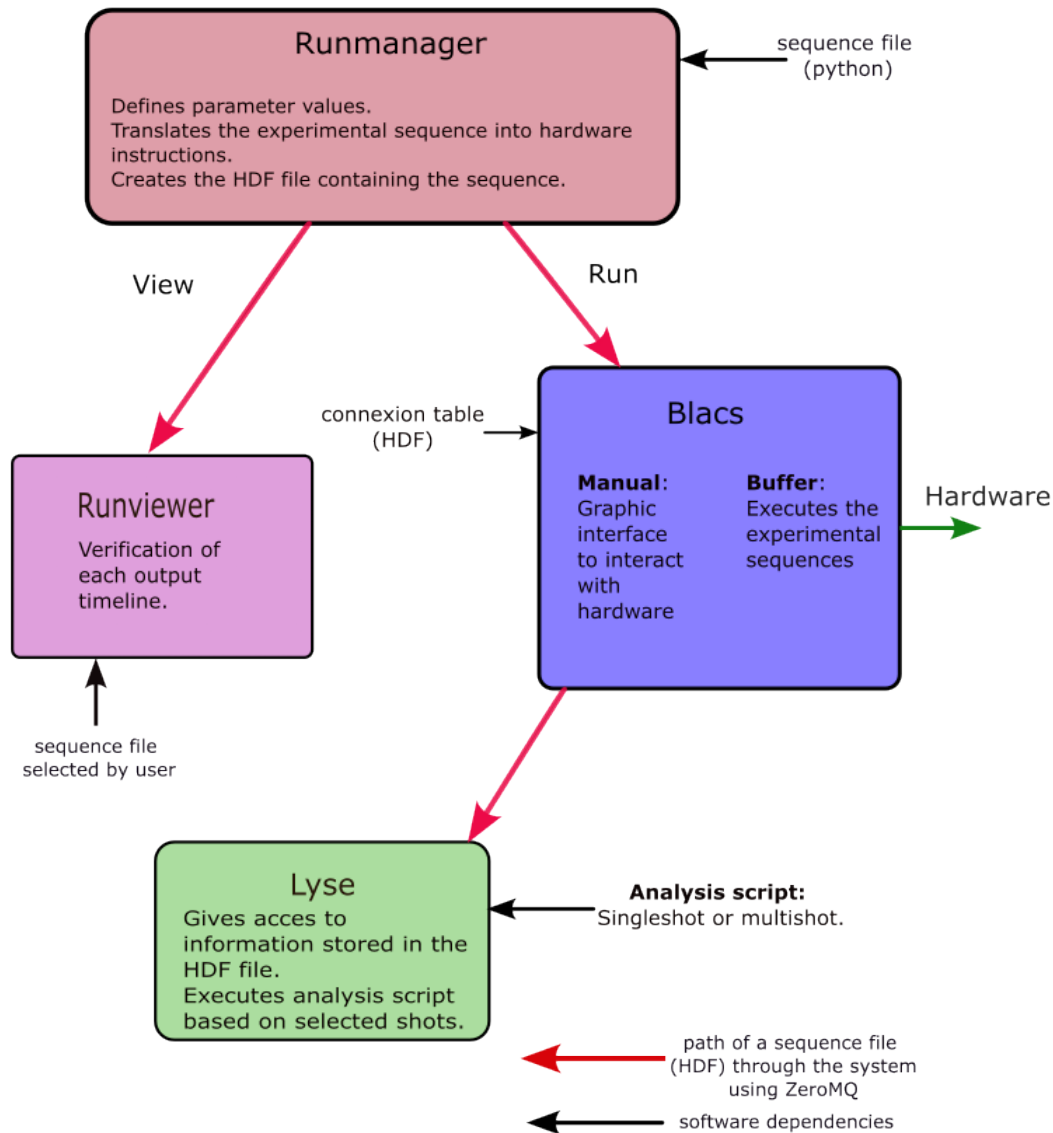 Runmanager
sequence file
(python)
Defines parameter values.
Translates the experimental sequence into hardware
instructions.
Creates the HDF file containing the sequence.
View
Run
connexion table
(HDF)
Blacs
Manual:
Graphic
interface
to interact
with
hardware
Buffer:
Executes the
experimental
sequences
Hardware
Runviewer
Verification of
each output
timeline.
sequence file
selected by user
Lyse
Gives acces to
information stored in the
HDF file.
Executes analysis script
based on selected shots.
Analysis script:
Singleshot or multishot.
path of a sequence file
(HDF) through the system
using ZeroMQ
software dependencies